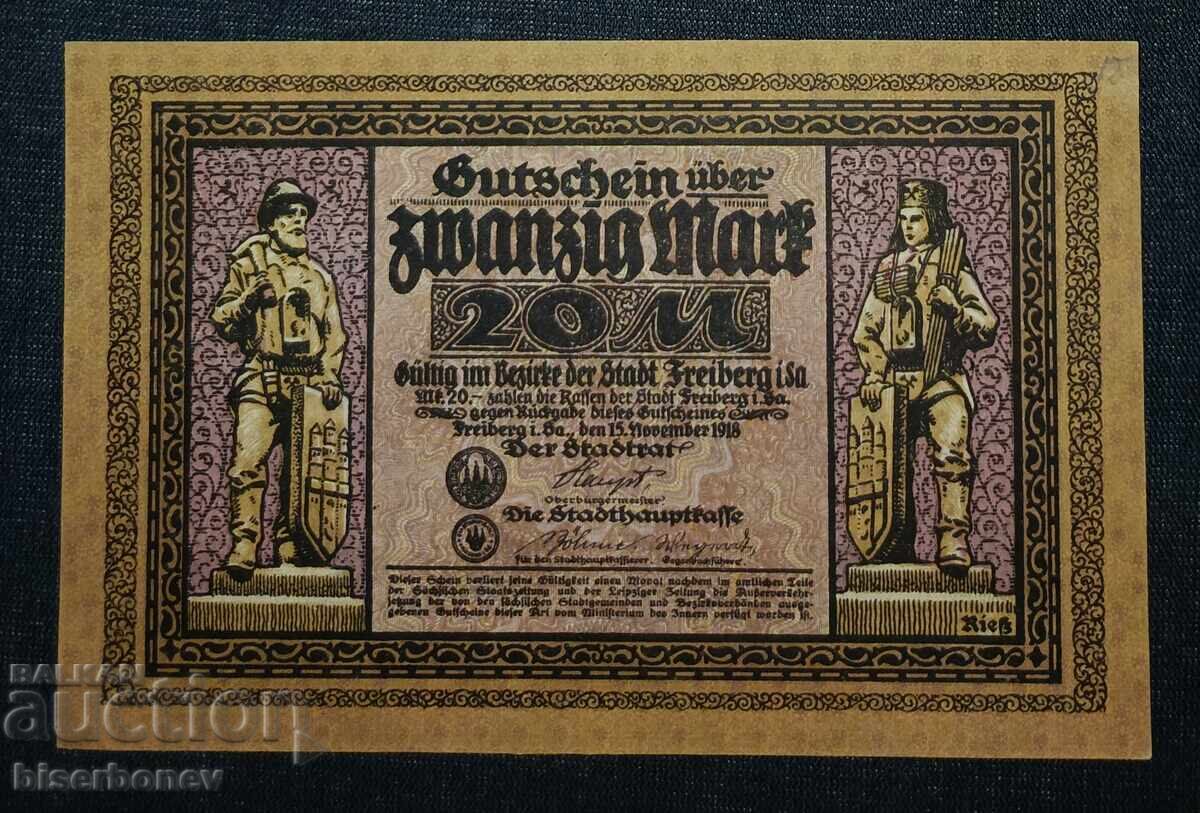 Gutschein über
zwanzig Mark
20 M
Gültig im Bezirke der Stadt Freiberg i Sa
Mk. 20.- zahlen die Kassen der Stadt Freiberg i. Sa.
gegen Rückgabe dieses Gutscheines
Freiberg i. Sa., den 15. November 1918
Der Stadtrat
Haupt,
Oberbürgermeister
Die Stadthauptkasse
Böhme
für den Stadthauptkassierer. Gegenbuchführer.
Dieser Schein verliert seine Gültigkeit einen Monat nachdem im amtlichen Teile
der Sächsischen Staatszeitung und der Leipziger Zeitung die Außerverkehr-
setzung der von den sächsischen Stadtgemeinden und Bezirksverbänden ausge-
gebenen Gutscheine dieser Art vom Ministerium des Innern verfügt worden ist.
Rieß
BALKAN
auction
biserbonev